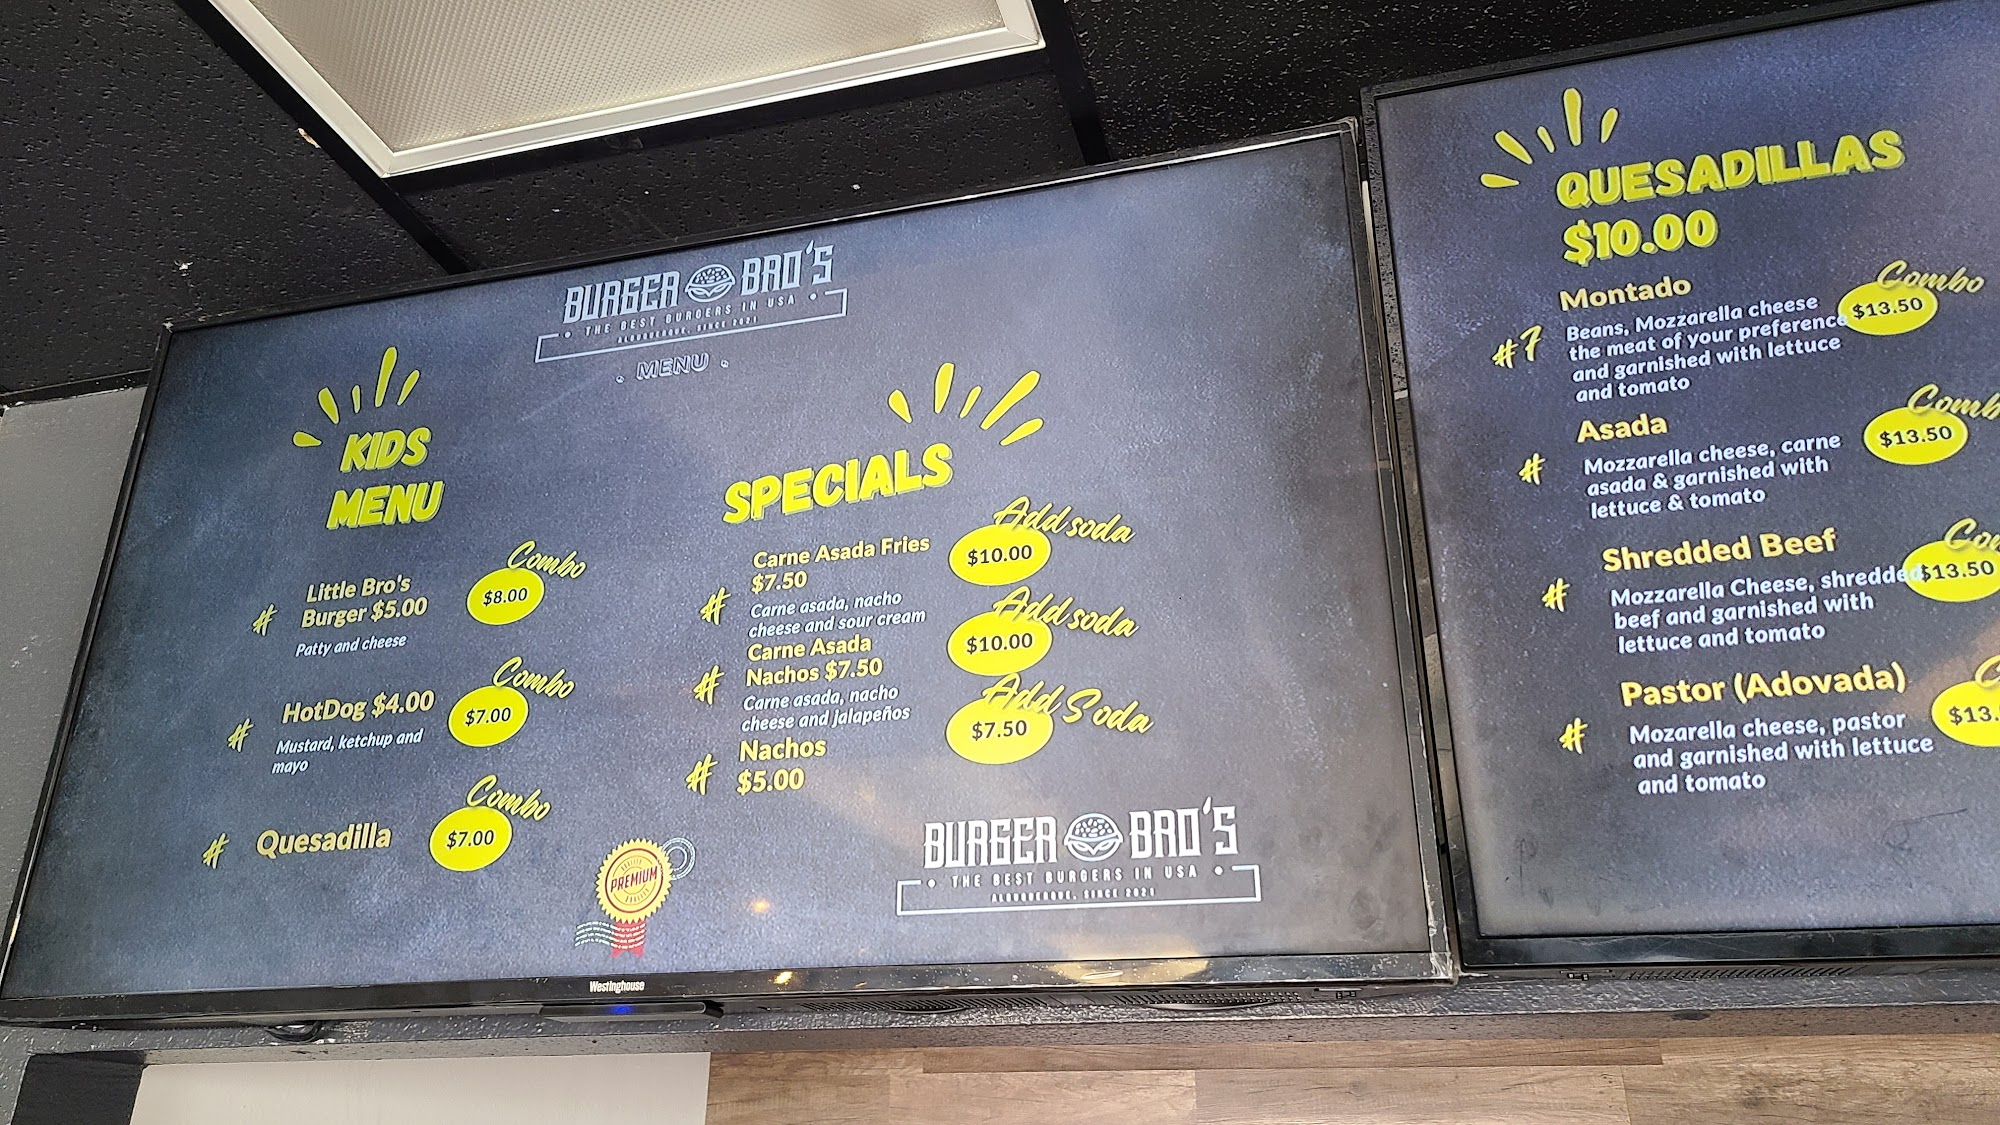 BURGER BRO'S
• THE BEST BURGERS IN USA •
ALBUQUERQUE, SINCE 2021
• MENU •
KIDS
MENU
#
Little Bro's
Burger $5.00
Patty and cheese
Combo
$8.00
#
HotDog $4.00
Mustard, ketchup and
mayo
Combo
$7.00
#
Quesadilla
Combo
$7.00
SPECIALS
#
Carne Asada Fries
$7.50
Carne asada, nacho
cheese and sour cream
Add soda
$10.00
#
Carne Asada
Nachos $7.50
Carne asada, nacho
cheese and jalapeños
Add soda
$10.00
#
Nachos
$5.00
Add Soda
$7.50
PREMIUM
BURGER BRO'S
• THE BEST BURGERS IN USA •
ALBUQUERQUE, SINCE 2021
Westinghouse
QUESADILLAS
$10.00
#7
Montado
Beans, Mozzarella cheese
the meat of your preference
and garnished with lettuce
and tomato
Combo
$13.50
#
Asada
Mozzarella cheese, carne
asada & garnished with
lettuce & tomato
Comb
$13.50
#
Shredded Beef
Mozzarella Cheese, shredded
beef and garnished with
lettuce and tomato
Co
$13.50
#
Pastor (Adovada)
Mozarella cheese, pastor
and garnished with lettuce
and tomato
C
$13.